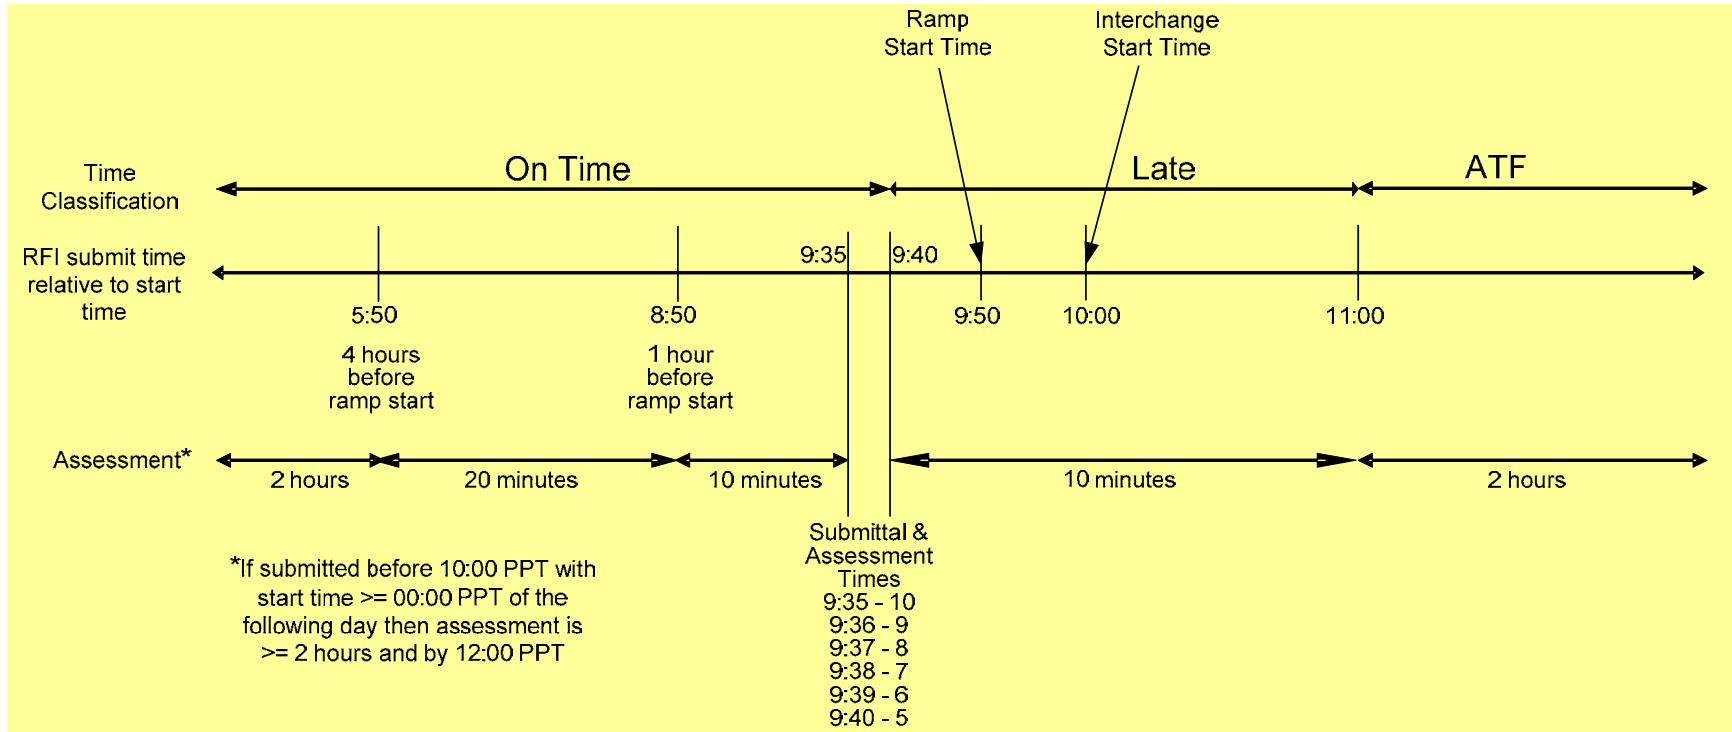 Ramp
Start Time
Interchange
Start Time
Time
Classification
On Time
Late
ATF
RFI submit time
relative to start
time
9:35
9:40
5:50
8:50
9:50
10:00
11:00
4 hours
before
ramp start
1 hour
before
ramp start
Assessment*
2 hours
20 minutes
10 minutes
10 minutes
2 hours
Submittal &
Assessment
Times
9:35 - 10
9:36 - 9
9:37 - 8
9:38 - 7
9:39 - 6
9:40 - 5
*If submitted before 10:00 PPT with
start time >= 00:00 PPT of the
following day then assessment is
>= 2 hours and by 12:00 PPT